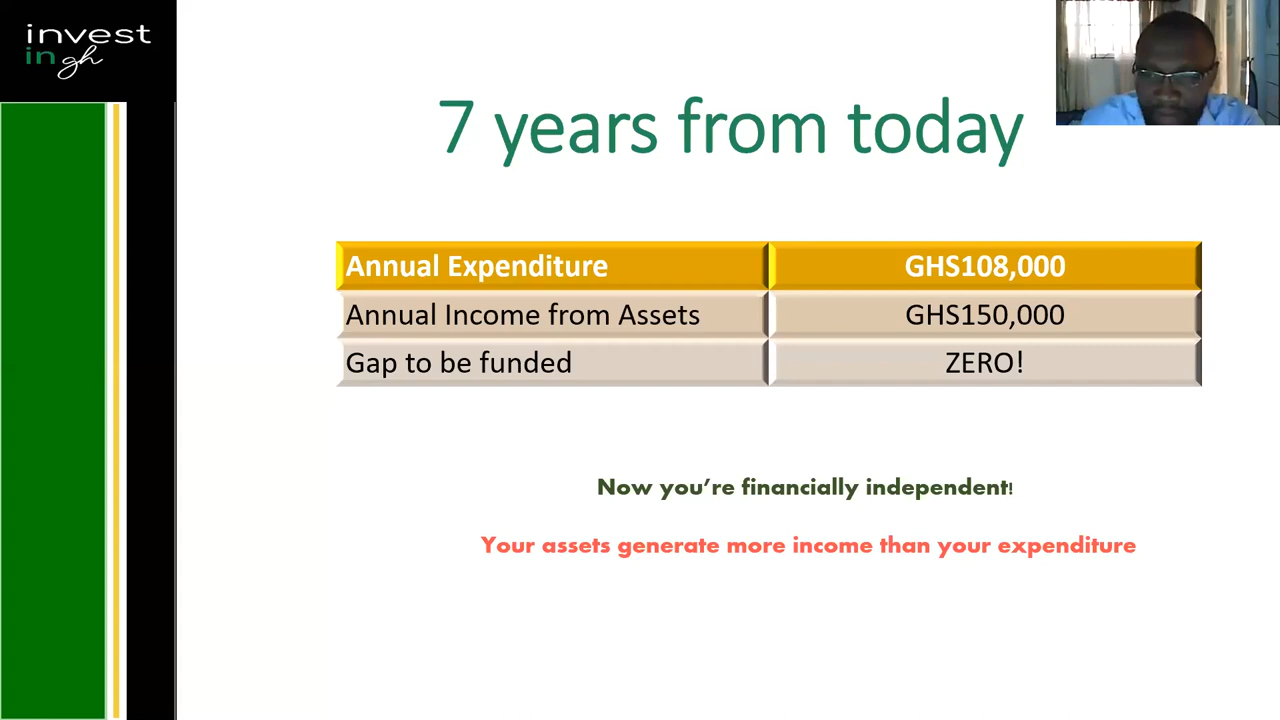 invest
in gh
7 years from today
Annual Expenditure GHS108,000
Annual Income from Assets GHS150,000
Gap to be funded ZERO!
Now you're financially independent!
Your assets generate more income than your expenditure